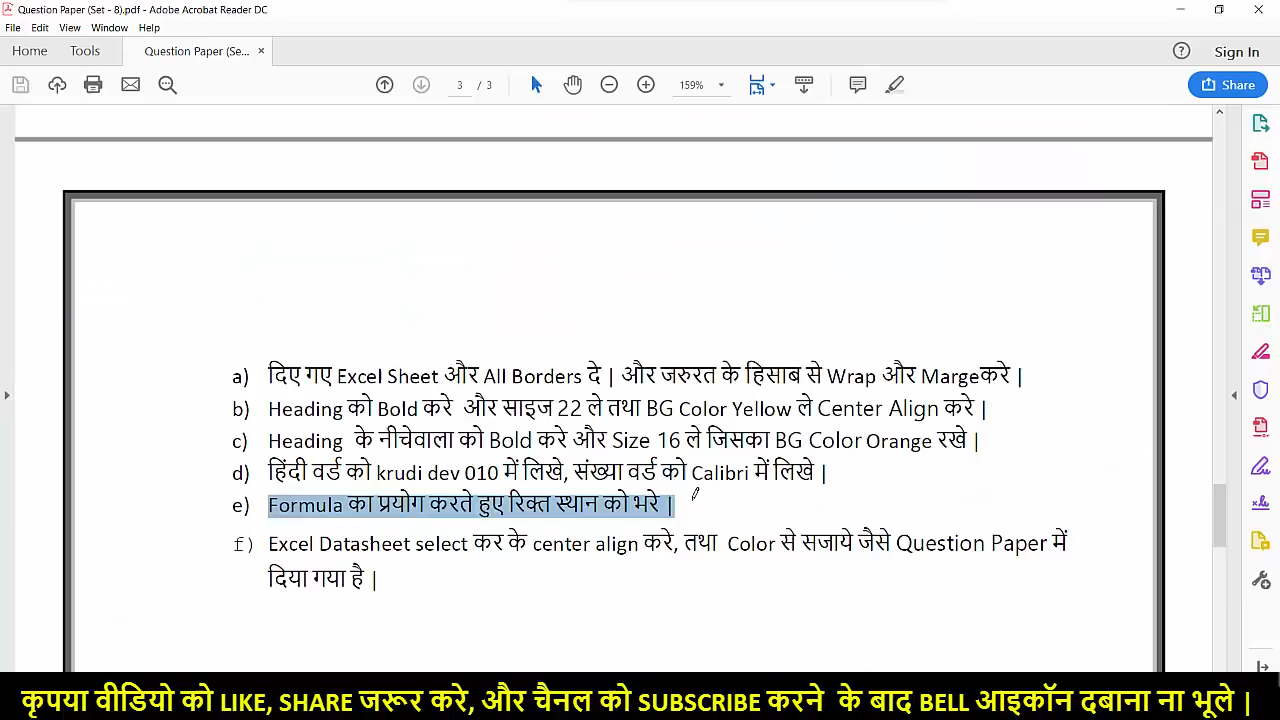 Question Paper (Set - 8).pdf - Adobe Acrobat Reader DC
File Edit View Window Help
Home Tools Question Paper (Se... × Sign In
3 / 3 159% Share
a) दिए गए Excel Sheet और All Borders दे | और जरुरत के हिसाब से Wrap और Margeकरे |
b) Heading को Bold करे और साइज 22 ले तथा BG Color Yellow ले Center Align करे |
c) Heading के नीचेवाला को Bold करे और Size 16 ले जिसका BG Color Orange रखे |
d) हिंदी वर्ड को krudi dev 010 में लिखे, संख्या वर्ड को Calibri में लिखे |
e) Formula का प्रयोग करते हुए रिक्त स्थान को भरे |
f) Excel Datasheet select कर के center align करे, तथा Color से सजाये जैसे Question Paper में
दिया गया है |
कृपया वीडियो को LIKE, SHARE जरूर करे, और चैनल को SUBSCRIBE करने के बाद BELL आइकॉन दबाना ना भूले |